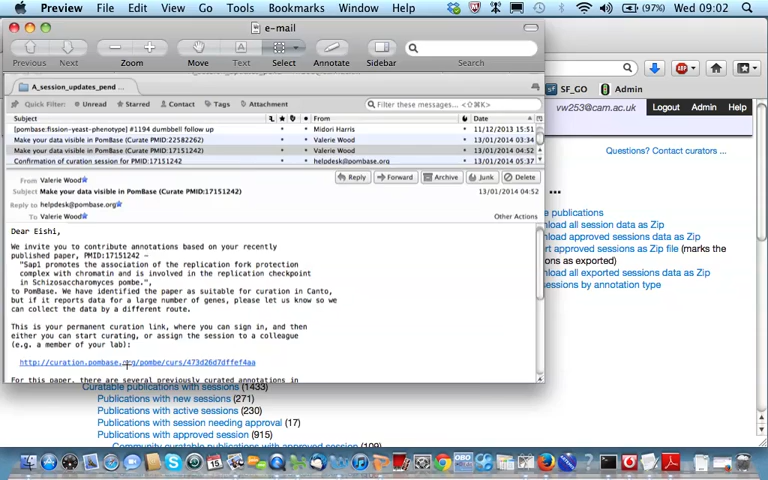 Preview File Edit View Go Tools Bookmarks Window Help (97%) Wed 09:02
e-mail
Previous Next Zoom Move Text Select Annotate Sidebar Search
A_session_updates_pend ...
Quick Filter: Unread Starred Contact Tags Attachment Filter these messages... <⇧⌘K>
Subject From Date
[pombase:fission-yeast-phenotype] #1194 dumbbell follow up Midori Harris 11/12/2013 15:51
Make your data visible in PomBase (Curate PMID:22582262) Valerie Wood 13/01/2014 03:34
Make your data visible in PomBase (Curate PMID:17151242) Valerie Wood 13/01/2014 04:52
Confirmation of curation session for PMID:17151242 helpdesk@pombase.org 13/01/2014 05:37
From Valerie Wood
Reply Forward Archive Junk Delete
Subject Make your data visible in PomBase (Curate PMID:17151242) 13/01/2014 04:52
Reply to helpdesk@pombase.org
To Valerie Wood Other Actions
Dear Eishi,
We invite you to contribute annotations based on your recently
published paper, PMID:17151242 -
"Sap1 promotes the association of the replication fork protection
complex with chromatin and is involved in the replication checkpoint
in Schizosaccharomyces pombe.",
to PomBase. We have identified the paper as suitable for curation in Canto,
but if it reports data for a large number of genes, please let us know so we
can collect the data by a different route.
This is your permanent curation link, where you can sign in, and then
either you can start curating, or assign the session to a colleague
(e.g. a member of your lab):
http://curation.pombase.org/pombe/curs/473d26d7dffef4aa
For this paper, there are several previously curated annotations in
SF_GO Admin
vw253@cam.ac.uk Logout Admin Help
Questions? Contact curators ...
...
publications
load all session data as Zip
load approved sessions data as Zip
rt approved sessions as Zip file (marks the
ons as exported)
load all exported sessions data as Zip
sessions by annotation type
Curatable publications with sessions (1433)
Publications with new sessions (271)
Publications with active sessions (230)
Publications with session needing approval (17)
Publications with approved session (915)
Community curatable publications with approved session (109)